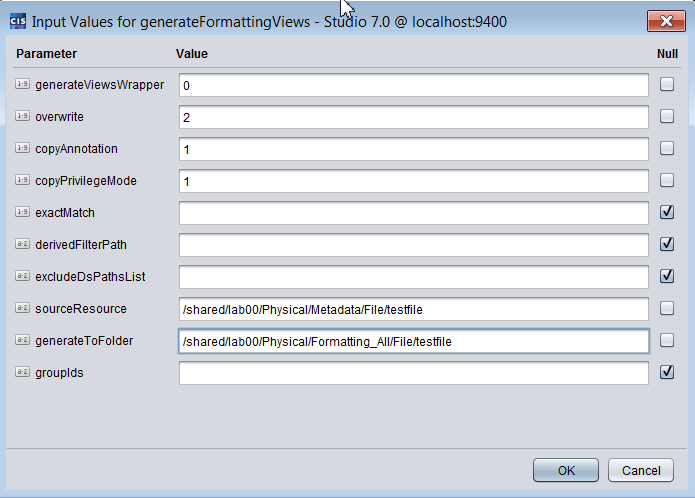 CIS Input Values for generateFormattingViews - Studio 7.0 @ localhost:9400
Parameter Value Null
1-9 generateViewsWrapper 0
1-9 overwrite 2
1-9 copyAnnotation 1
1-9 copyPrivilegeMode 1
1-9 exactMatch
a-z derivedFilterPath
a-z excludeDsPathsList
a-z sourceResource /shared/lab00/Physical/Metadata/File/testfile
a-z generateToFolder /shared/lab00/Physical/Formatting_All/File/testfile
a-z groupIds
OK Cancel